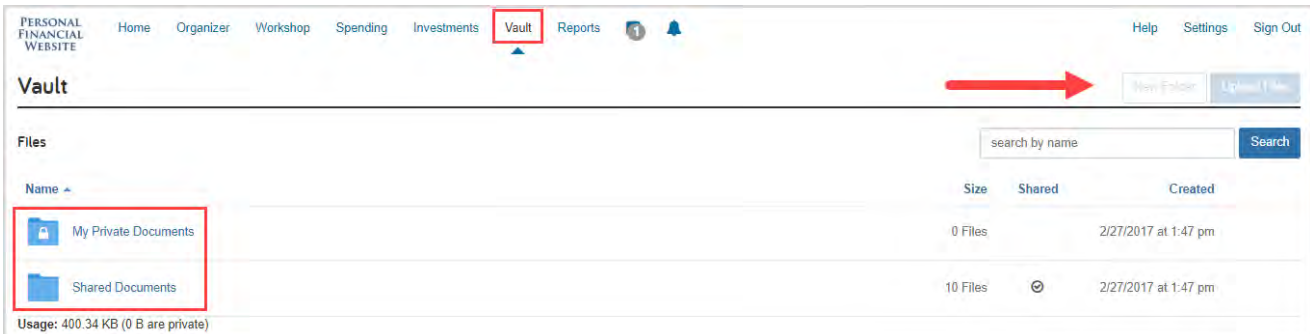 PERSONAL
FINANCIAL
WEBSITE
Home Organizer Workshop Spending Investments Vault Reports 1 Help Settings Sign Out
Vault
New Folder Upload Files
Files
search by name Search
Name Size Shared Created
My Private Documents 0 Files 2/27/2017 at 1:47 pm
Shared Documents 10 Files 2/27/2017 at 1:47 pm
Usage: 400.34 KB (0 B are private)